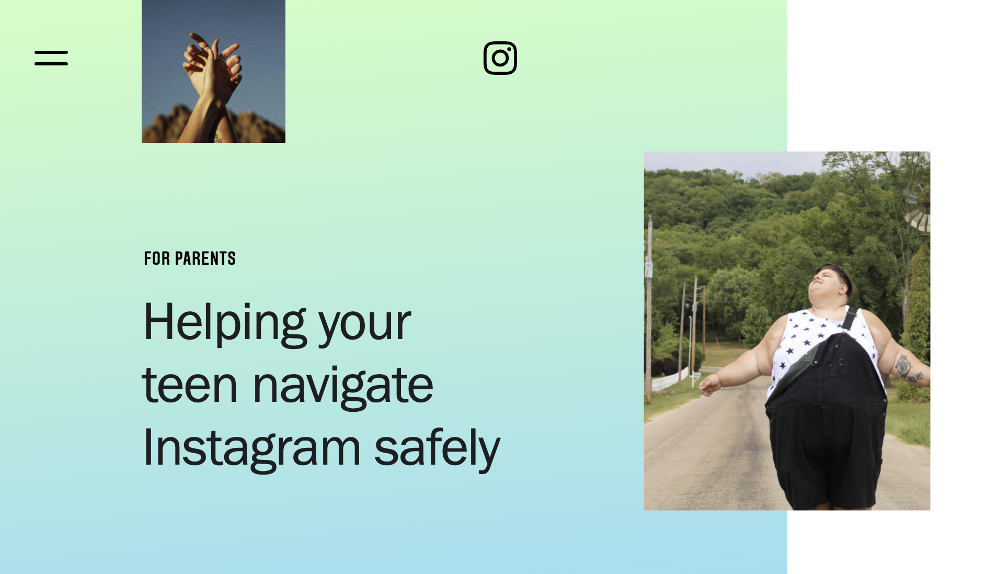 FOR PARENTS
Helping your
teen navigate
Instagram safely